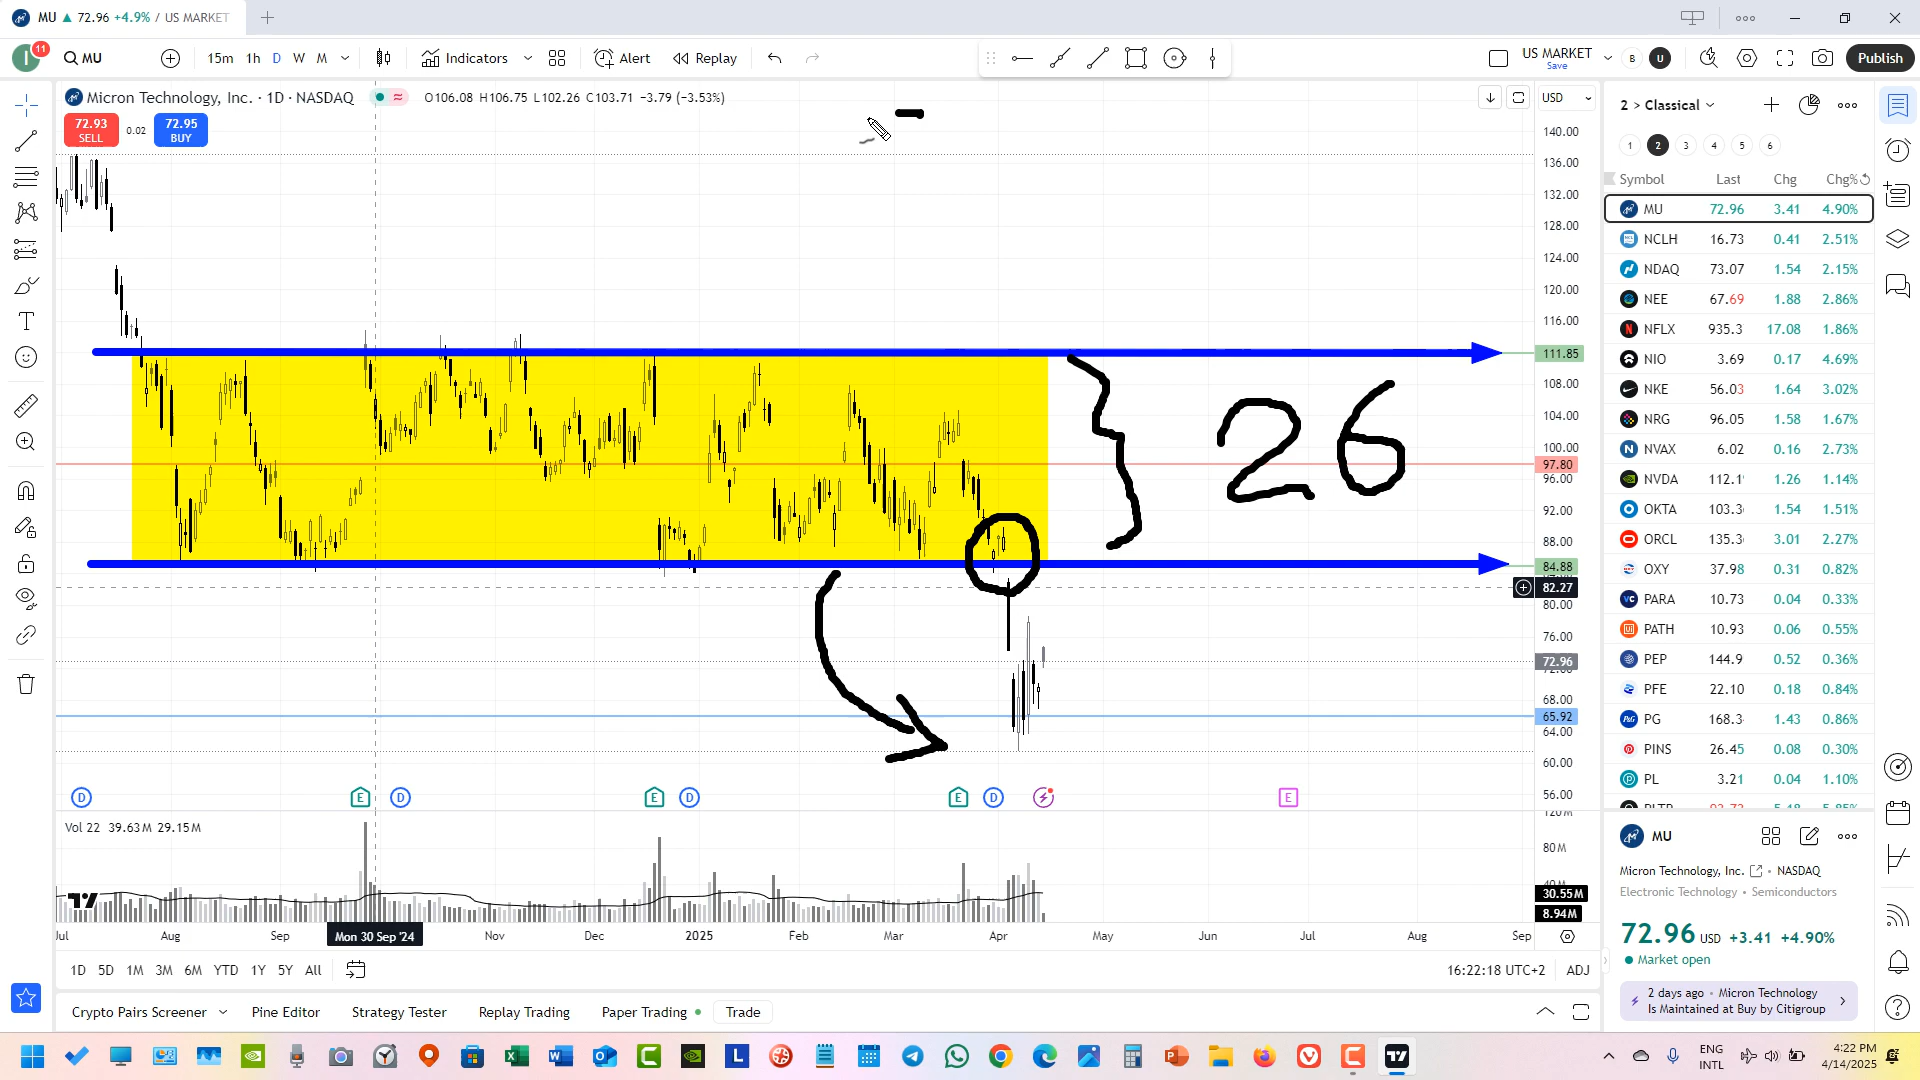 MU ▲ 72.96 +4.9% / US MARKET
I 11 MU 15m 1h D W M Indicators Alert Replay US MARKET Save B U Publish
Micron Technology, Inc. · 1D · NASDAQ O106.08 H106.75 L102.26 C103.71 −3.79 (−3.53%)
USD
72.93 SELL 0.02 72.95 BUY
140.00
136.00
132.00
128.00
124.00
120.00
116.00
111.85
108.00
104.00
100.00
97.80
96.00
92.00
88.00
84.88
82.27
80.00
76.00
72.96
68.00
65.92
64.00
60.00
56.00
26
D E D E D E D E
Vol 22 39.63M 29.15M
80M
30.55M
8.94M
Jul Aug Sep Mon 30 Sep '24 Nov Dec 2025 Feb Mar Apr May Jun Jul Aug Sep
1D 5D 1M 3M 6M YTD 1Y 5Y All 16:22:18 UTC+2 ADJ
Crypto Pairs Screener Pine Editor Strategy Tester Replay Trading Paper Trading Trade
2 > Classical
1 2 3 4 5 6
Symbol Last Chg Chg%
MU 72.96 3.41 4.90%
NCLH 16.73 0.41 2.51%
NDAQ 73.07 1.54 2.15%
NEE 67.69 1.88 2.86%
NFLX 935.3 17.08 1.86%
NIO 3.69 0.17 4.69%
NKE 56.03 1.64 3.02%
NRG 96.05 1.58 1.67%
NVAX 6.02 0.16 2.73%
NVDA 112.1 1.26 1.14%
OKTA 103.3 1.54 1.51%
ORCL 135.3 3.01 2.27%
OXY 37.98 0.31 0.82%
PARA 10.73 0.04 0.33%
PATH 10.93 0.06 0.55%
PEP 144.9 0.52 0.36%
PFE 22.10 0.18 0.84%
PG 168.3 1.43 0.86%
PINS 26.45 0.08 0.30%
PL 3.21 0.04 1.10%
MU
Micron Technology, Inc. • NASDAQ
Electronic Technology • Semiconductors
72.96 USD +3.41 +4.90%
Market open
2 days ago • Micron Technology
Is Maintained at Buy by Citigroup
ENG
INTL
4:22 PM
4/14/2025